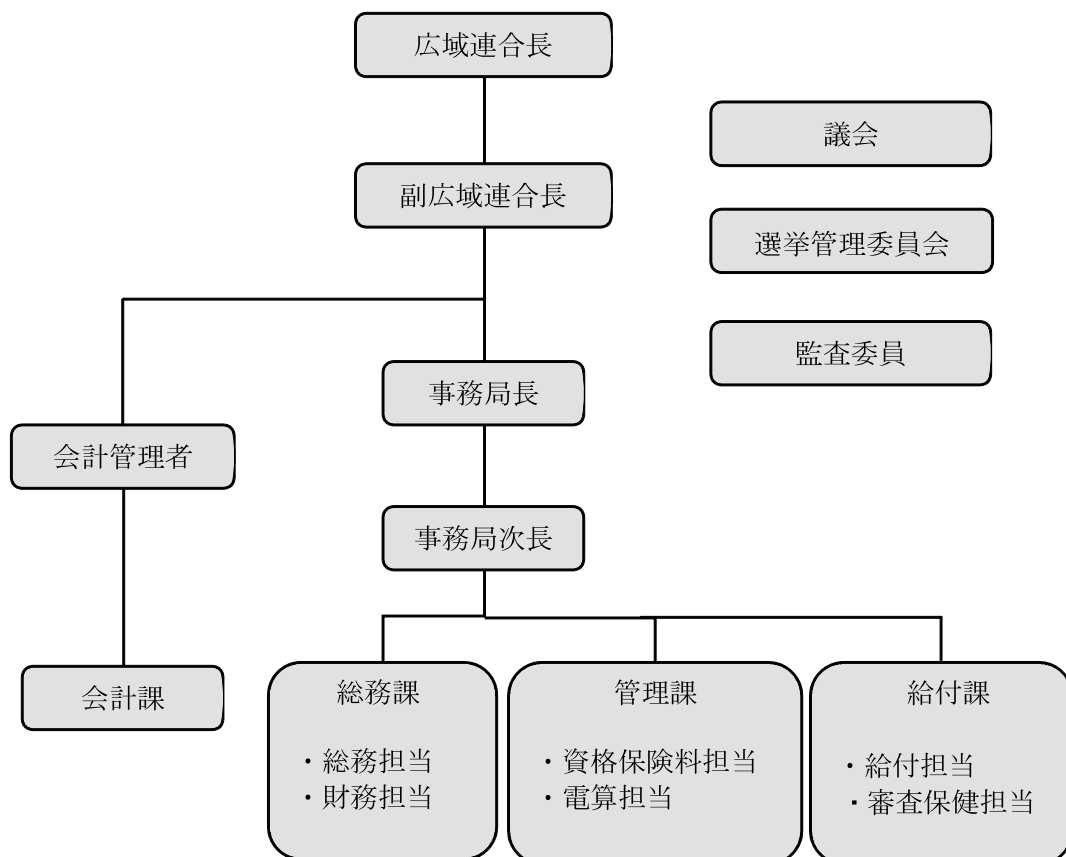 広域連合長
議会
副広域連合長
選挙管理委員会
監査委員
事務局長
会計管理者
事務局次長
会計課
総務課
・総務担当
・財務担当
管理課
・資格保険料担当
・電算担当
給付課
・給付担当
・審査保健担当